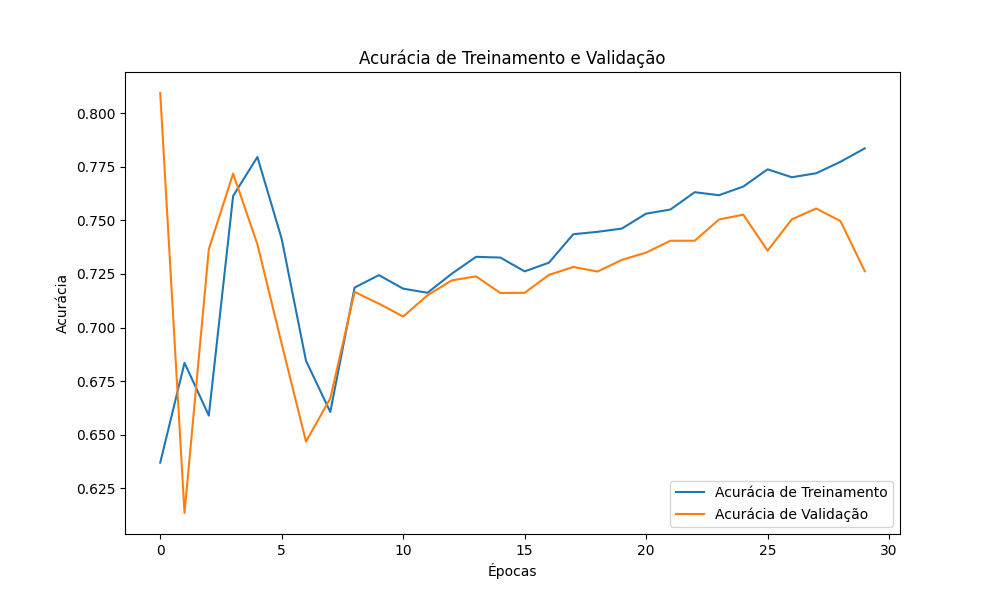 Acurácia de Treinamento e Validação
0.800
0.775
0.750
0.725
0.700
0.675
0.650
0.625
Acurácia
Acurácia de Treinamento
Acurácia de Validação
0 5 10 15 20 25 30
Épocas